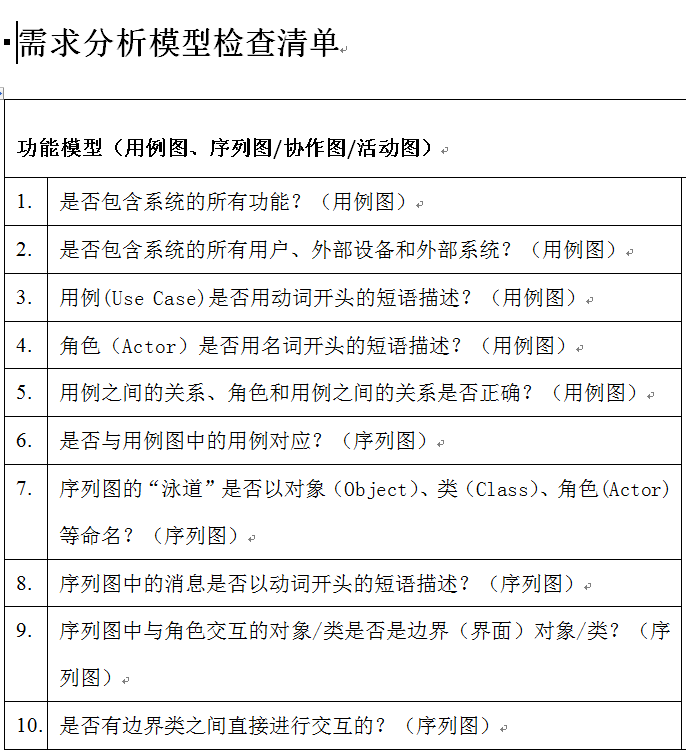 需求分析模型检查清单
功能模型（用例图、序列图/协作图/活动图）
1. 是否包含系统的所有功能？（用例图）
2. 是否包含系统的所有用户、外部设备和外部系统？（用例图）
3. 用例(Use Case)是否用动词开头的短语描述？（用例图）
4. 角色（Actor）是否用名词开头的短语描述？（用例图）
5. 用例之间的关系、角色和用例之间的关系是否正确？（用例图）
6. 是否与用例图中的用例对应？（序列图）
7. 序列图的“泳道”是否以对象（Object）、类（Class）、角色(Actor)
等命名？（序列图）
8. 序列图中的消息是否以动词开头的短语描述？（序列图）
9. 序列图中与角色交互的对象/类是否是边界（界面）对象/类？（序
列图）
10. 是否有边界类之间直接进行交互的？（序列图）